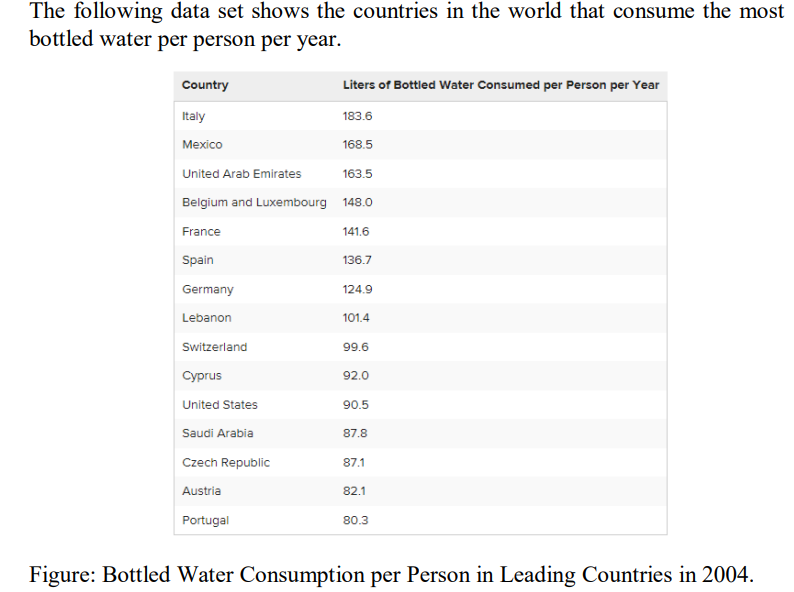 The following data set shows the countries in the world that consume the most
bottled water per person per year.
Country Liters of Bottled Water Consumed per Person per Year
Italy 183.6
Mexico 168.5
United Arab Emirates 163.5
Belgium and Luxembourg 148.0
France 141.6
Spain 136.7
Germany 124.9
Lebanon 101.4
Switzerland 99.6
Cyprus 92.0
United States 90.5
Saudi Arabia 87.8
Czech Republic 87.1
Austria 82.1
Portugal 80.3
Figure: Bottled Water Consumption per Person in Leading Countries in 2004.